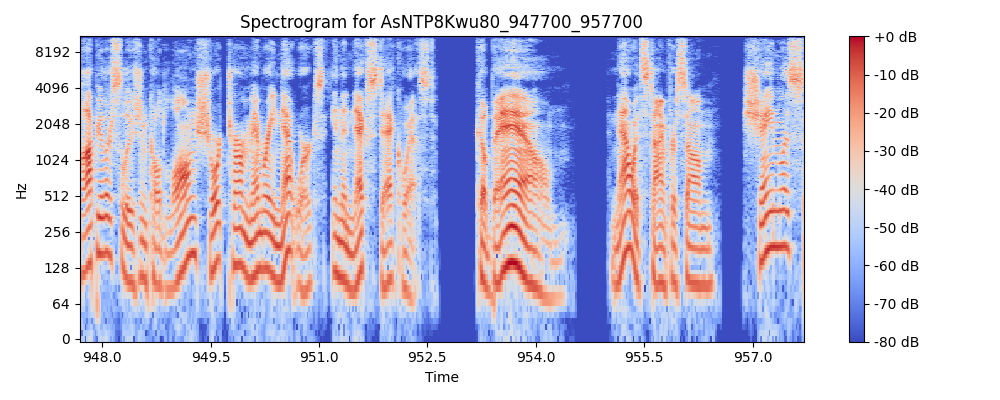 Spectrogram for AsNTP8Kwu80_947700_957700
Hz
8192
4096
2048
1024
512
256
128
64
0
948.0 949.5 951.0 952.5 954.0 955.5 957.0
Time
+0 dB
-10 dB
-20 dB
-30 dB
-40 dB
-50 dB
-60 dB
-70 dB
-80 dB